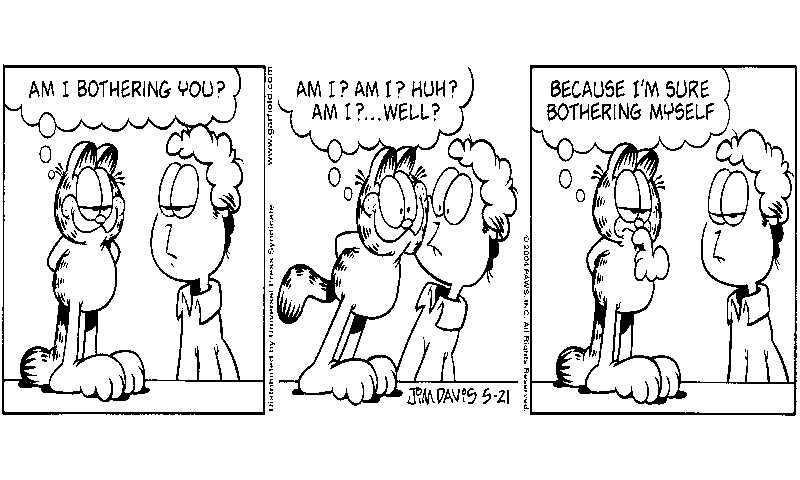 AM I BOTHERING YOU?
www.garfield.com
Distributed by Universal Press Syndicate
AM I? AM I? HUH?
AM I?...WELL?
JIM DAVIS 5-21
© 2004 PAWS, INC. All Rights Reserved.
BECAUSE I'M SURE
BOTHERING MYSELF